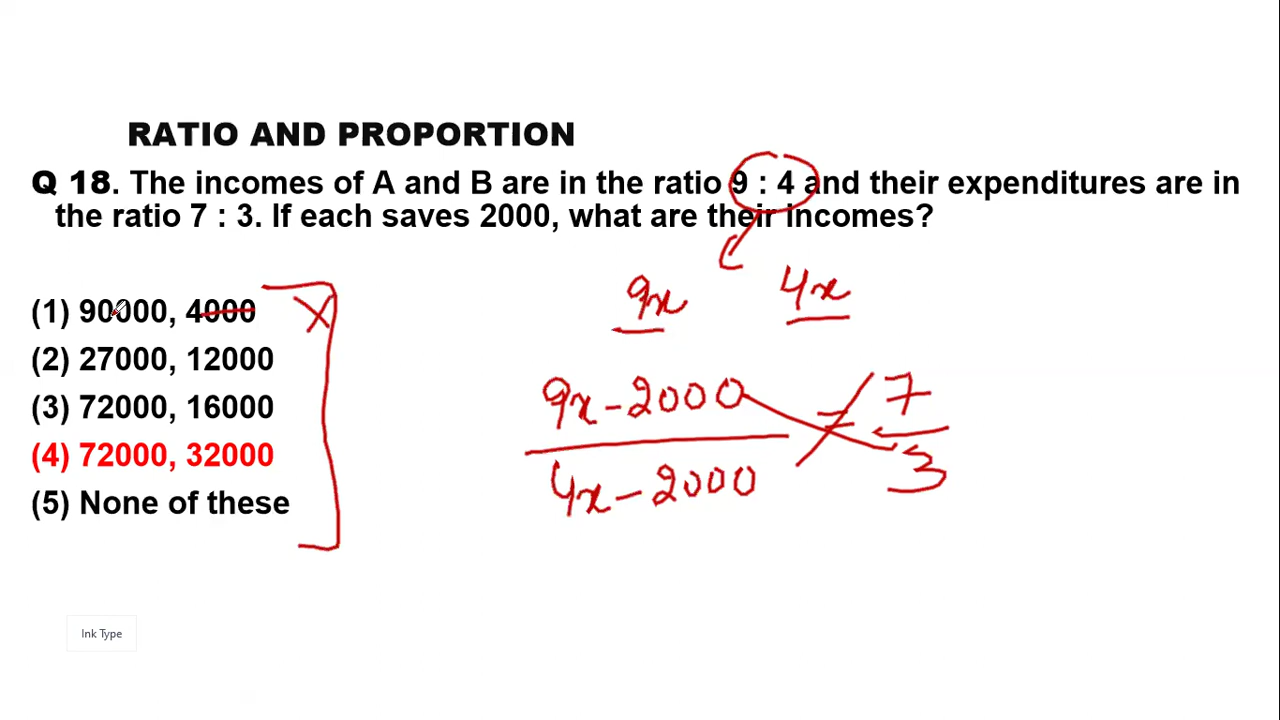 RATIO AND PROPORTION
Q 18. The incomes of A and B are in the ratio 9 : 4 and their expenditures are in
the ratio 7 : 3. If each saves 2000, what are their incomes?
9x 4x
(1) 90000, 4000
(2) 27000, 12000
(3) 72000, 16000
(4) 72000, 32000
(5) None of these
9x - 2000 = 7
4x - 2000 3
Ink Type